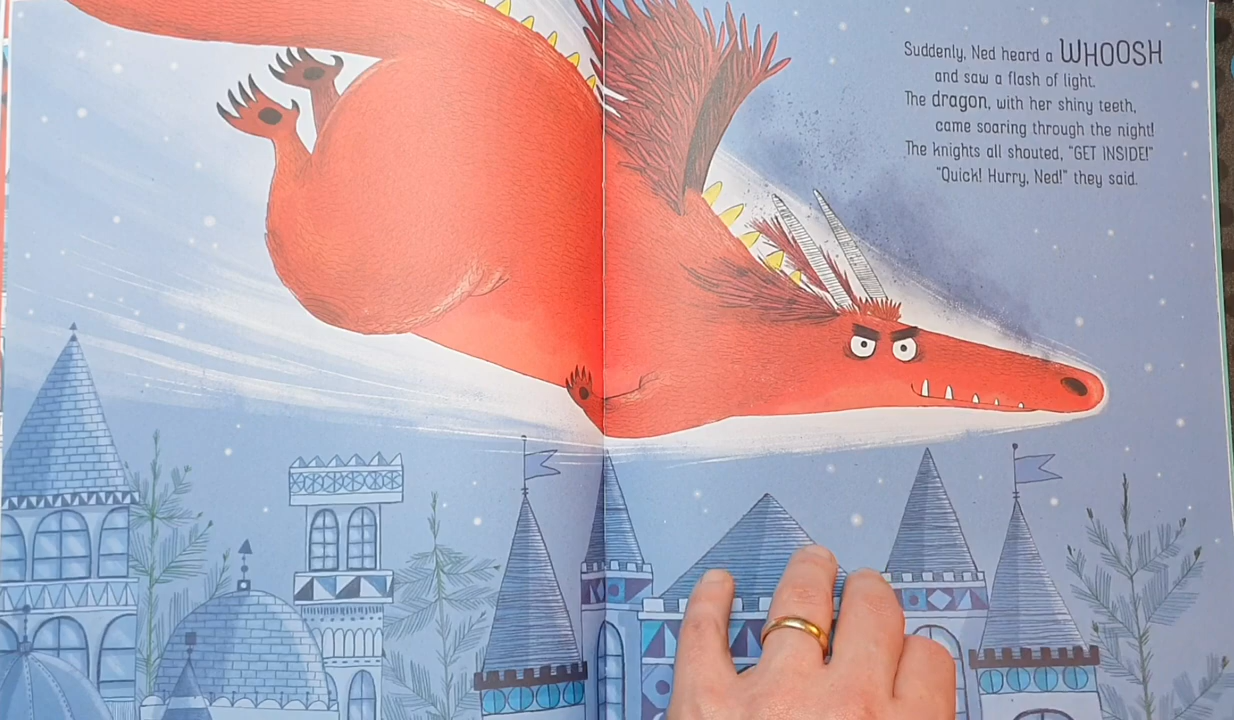 Suddenly, Ned heard a WHOOSH
and saw a flash of light.
The dragon, with her shiny teeth,
came soaring through the night!
The knights all shouted, "GET INSIDE!"
"Quick! Hurry, Ned!" they said.